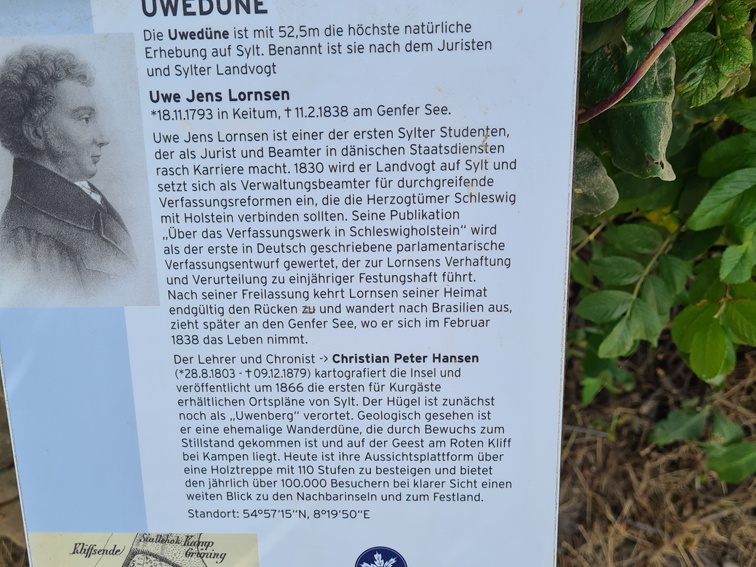 UWEDÜNE
Die Uwedüne ist mit 52,5m die höchste natürliche
Erhebung auf Sylt. Benannt ist sie nach dem Juristen
und Sylter Landvogt
Uwe Jens Lornsen
*18.11.1793 in Keitum, † 11.2.1838 am Genfer See.
Uwe Jens Lornsen ist einer der ersten Sylter Studenten,
der als Jurist und Beamter in dänischen Staatsdiensten
rasch Karriere macht. 1830 wird er Landvogt auf Sylt und
setzt sich als Verwaltungsbeamter für durchgreifende
Verfassungsreformen ein, die die Herzogtümer Schleswig
mit Holstein verbinden sollten. Seine Publikation
„Über das Verfassungswerk in Schleswigholstein“ wird
als der erste in Deutsch geschriebene parlamentarische
Verfassungsentwurf gewertet, der zur Lornsens Verhaftung
und Verurteilung zu einjähriger Festungshaft führt.
Nach seiner Freilassung kehrt Lornsen seiner Heimat
endgültig den Rücken zu und wandert nach Brasilien aus,
zieht später an den Genfer See, wo er sich im Februar
1838 das Leben nimmt.
Der Lehrer und Chronist -> Christian Peter Hansen
(*28.8.1803 - †09.12.1879) kartografiert die Insel und
veröffentlicht um 1866 die ersten für Kurgäste
erhältlichen Ortspläne von Sylt. Der Hügel ist zunächst
noch als „Uwenberg“ verortet. Geologisch gesehen ist
er eine ehemalige Wanderdüne, die durch Bewuchs zum
Stillstand gekommen ist und auf der Geest am Roten Kliff
bei Kampen liegt. Heute ist ihre Aussichtsplattform über
eine Holztreppe mit 110 Stufen zu besteigen und bietet
den jährlich über 100.000 Besuchern bei klarer Sicht einen
weiten Blick zu den Nachbarinseln und zum Festland.
Standort: 54°57'15“N, 8°19'50“E
Kliffsende
Kamp
Gröning